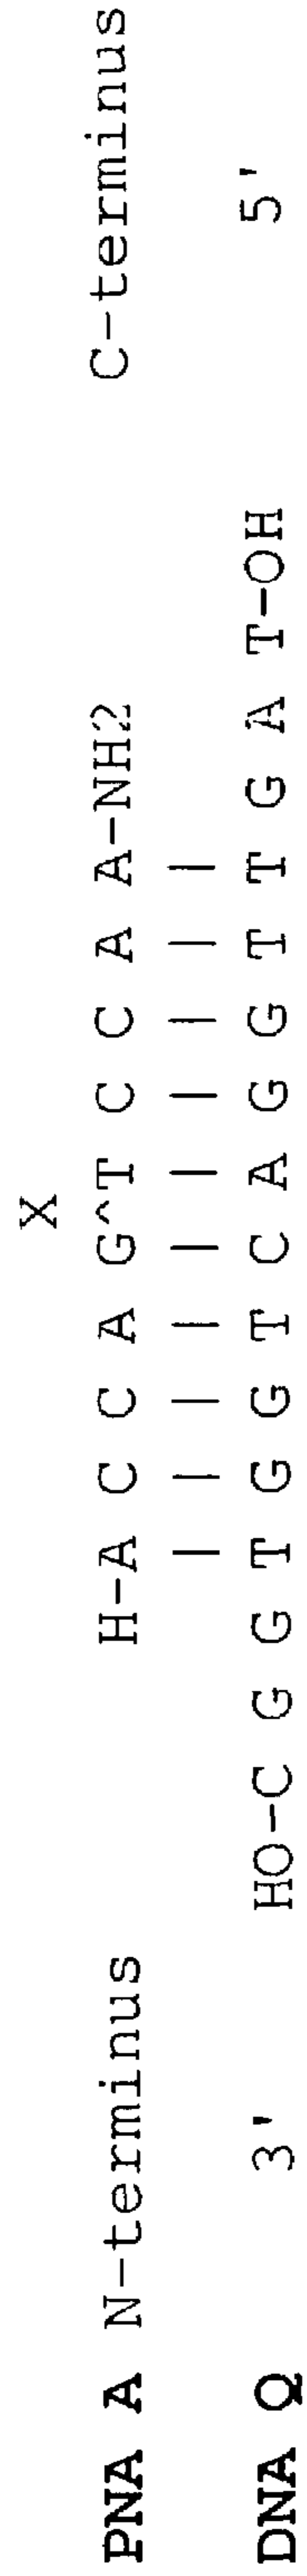 X
PNA A N-terminus H-A C C A G^T C C A A-NH2 C-terminus
| | | | | | | | | |
DNA Q 3' HO-C G G T G G T C A G G T T G A T-OH 5'